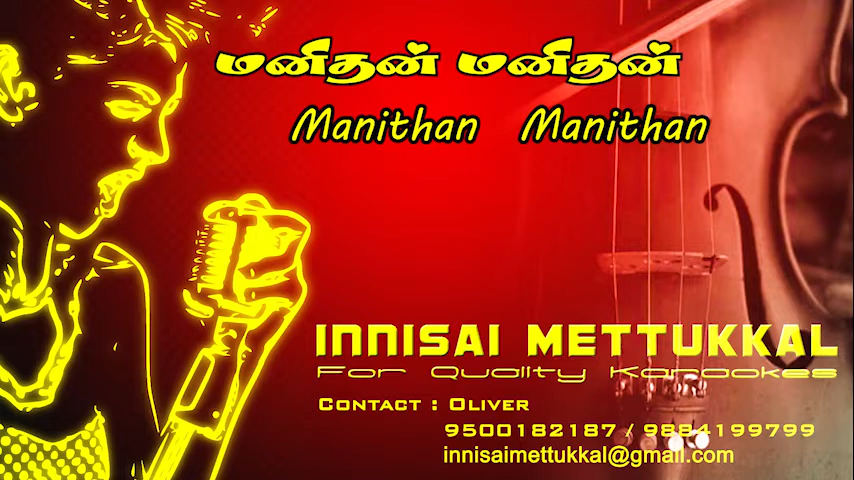 மனிதன் மனிதன்
Manithan Manithan
INNISAI METTUKKAL
For Quality Karaokes
Contact : Oliver
9500182187 / 9884199799
innisaimettukkal@gmail.com